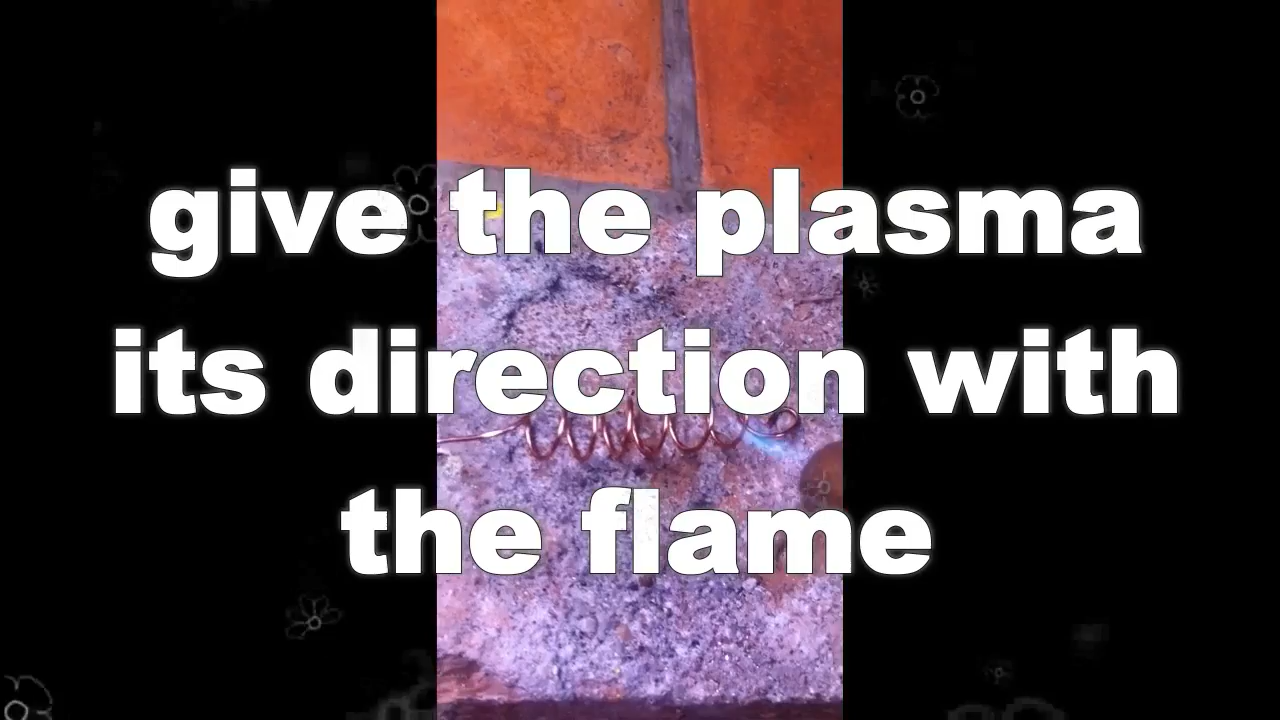 give the plasma
its direction with
the flame